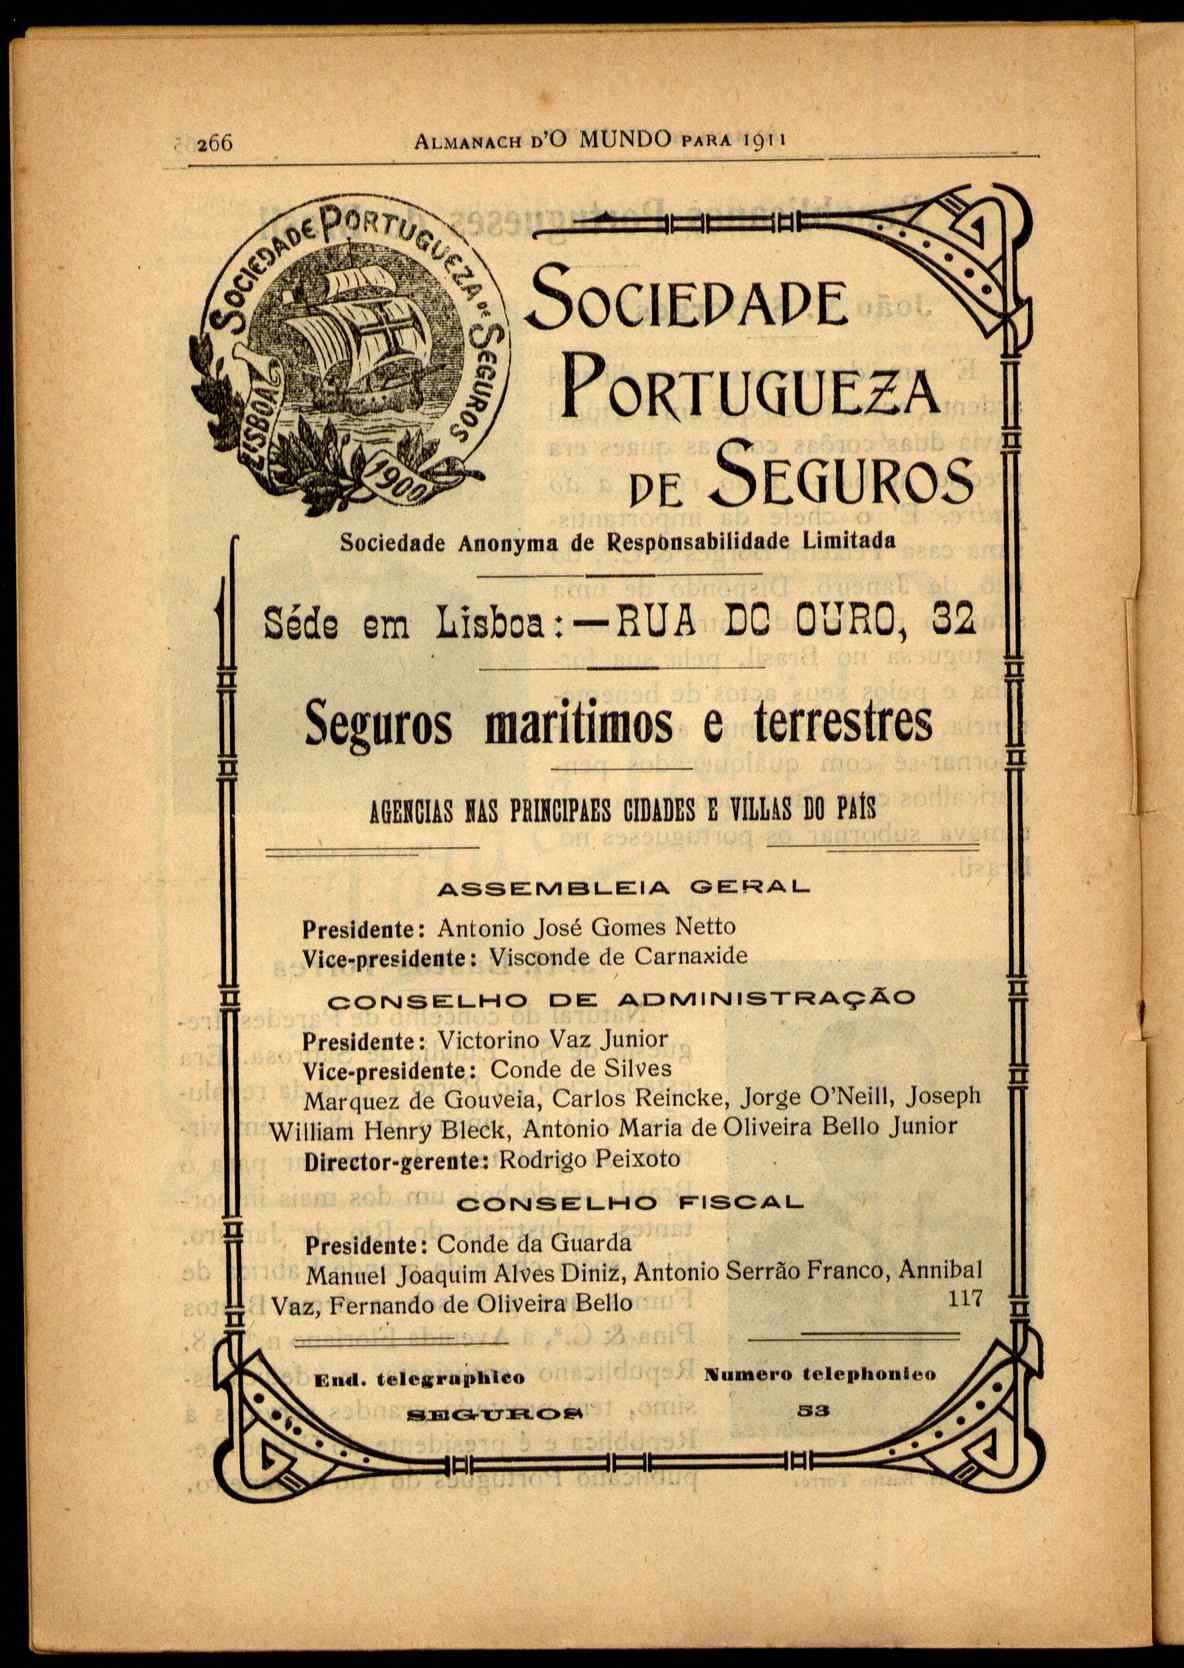 266
ALMANACH D'O MUNDO PARA 1911
SOCIEDADE PORTUGUEZA DE SEGUROS
LISBOA
1900
SOCIEDADE
PORTUGUEZA
DE SEGUROS
Sociedade Anonyma de Responsabilidade Limitada
Séde em Lisboa:—RUA DO OURO, 32
Seguros maritimos e terrestres
AGENCIAS NAS PRINCIPAES CIDADES E VILLAS DO PAÍS
ASSEMBLEIA GERAL
Presidente: Antonio José Gomes Netto
Vice-presidente: Visconde de Carnaxide
CONSELHO DE ADMINISTRAÇÃO
Presidente: Victorino Vaz Junior
Vice-presidente: Conde de Silves
Marquez de Gouveia, Carlos Reincke, Jorge O'Neill, Joseph
William Henry Bleck, Antonio Maria de Oliveira Bello Junior
Director-gerente: Rodrigo Peixoto
CONSELHO FISCAL
Presidente: Conde da Guarda
Manuel Joaquim Alves Diniz, Antonio Serrão Franco, Annibal
Vaz, Fernando de Oliveira Bello 117
End. telegraphico
SEGUROS
Numero telephonico
53